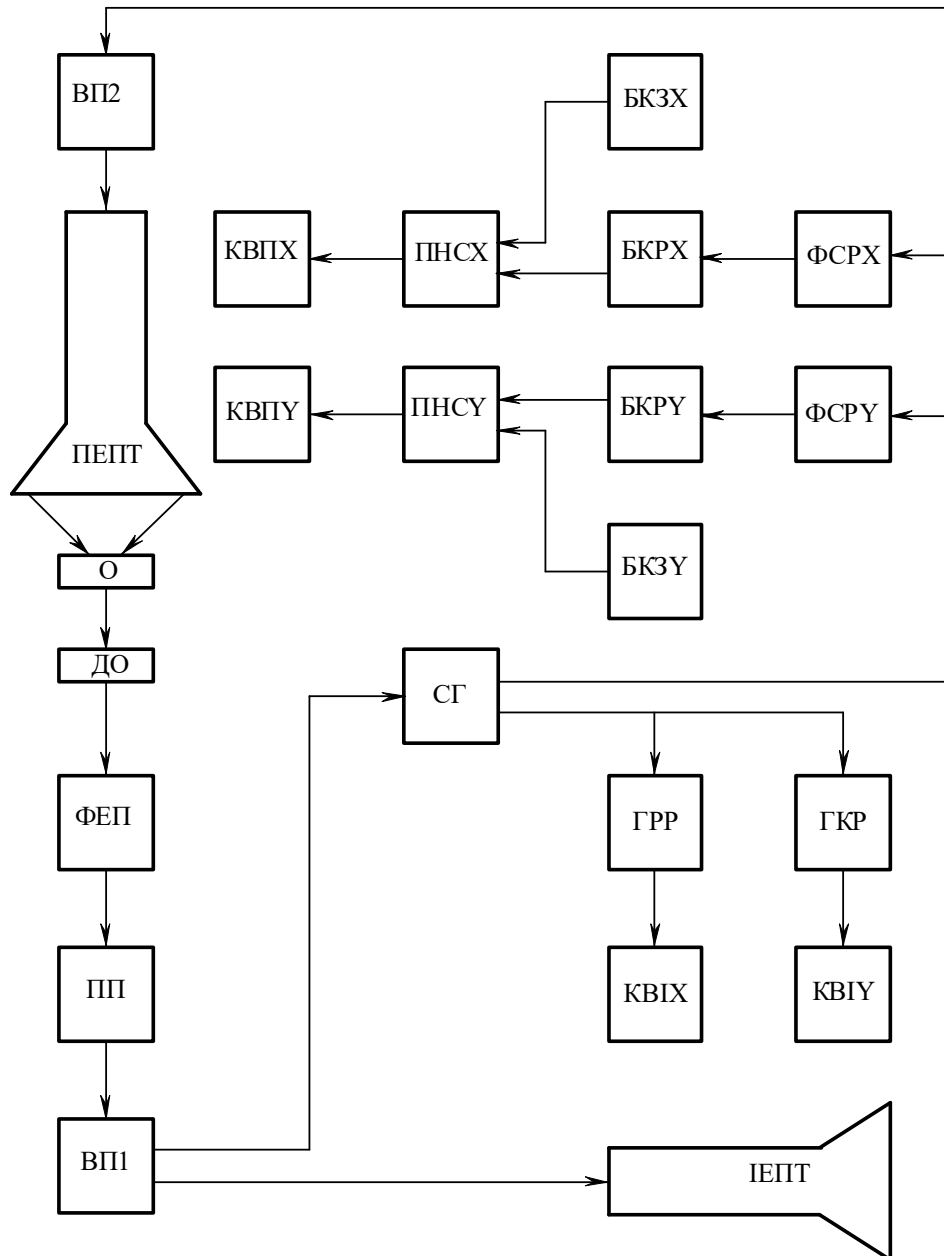 ВП2
БКЗХ
КВПХ
ПНСХ
БКРХ
ФСРХ
КВПY
ПНСY
БКРY
ФСРY
ПЕПТ
О
БКЗY
ДО
СГ
ФЕП
ГРР
ГКР
ПП
КВІХ
КВІY
ВП1
ІЕПТ